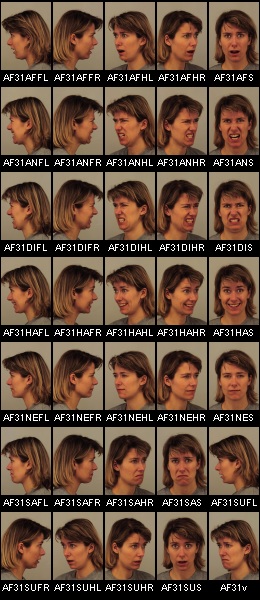 AF31AFFL AF31AFFR AF31AFHL AF31AFHR AF31AFS
AF31ANFL AF31ANFR AF31ANHL AF31ANHR AF31ANS
AF31DIFL AF31DIFR AF31DIHL AF31DIHR AF31DIS
AF31HAFL AF31HAFR AF31HAHL AF31HAHR AF31HAS
AF31NEFL AF31NEFR AF31NEHL AF31NEHR AF31NES
AF31SAFL AF31SAFR AF31SAHR AF31SAS AF31SUFL
AF31SUFR AF31SUHL AF31SUHR AF31SUS AF31v